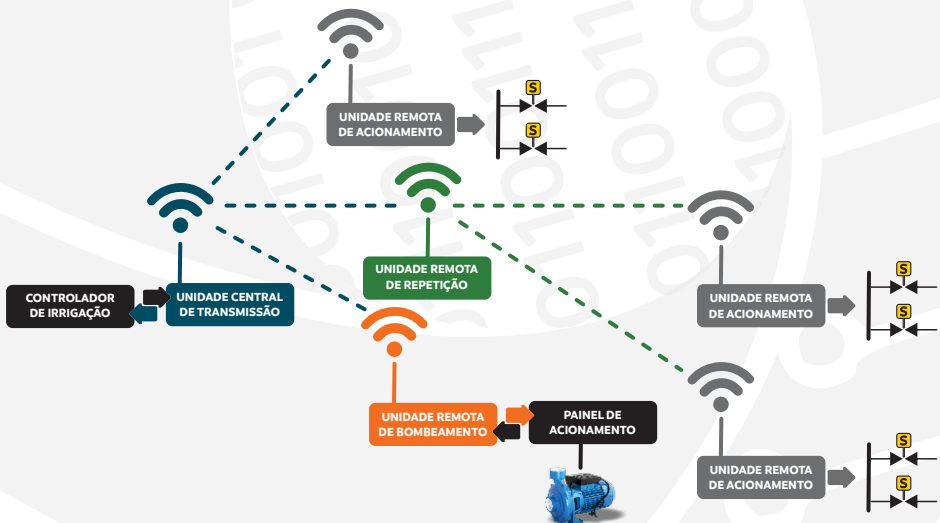 UNIDADE REMOTA
DE ACIONAMENTO
S
S
UNIDADE REMOTA
DE REPETIÇÃO
CONTROLADOR
DE IRRIGAÇÃO
UNIDADE CENTRAL
DE TRANSMISSÃO
UNIDADE REMOTA
DE ACIONAMENTO
S
S
UNIDADE REMOTA
DE BOMBEAMENTO
PAINEL DE
ACIONAMENTO
UNIDADE REMOTA
DE ACIONAMENTO
S
S